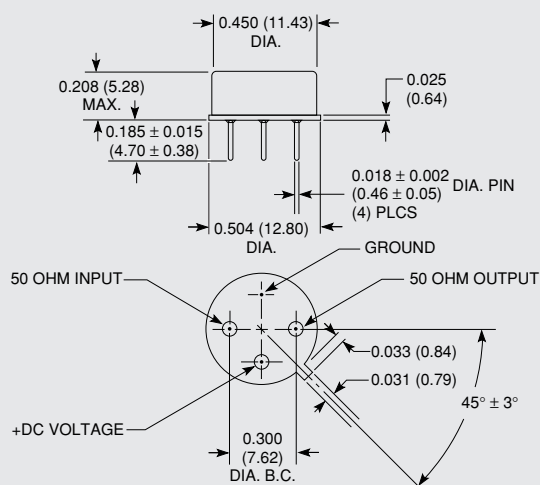 0.450 (11.43)
DIA.
0.208 (5.28)
MAX.
0.025
(0.64)
0.185 ± 0.015
(4.70 ± 0.38)
0.018 ± 0.002
(0.46 ± 0.05)
(4) PLCS
DIA. PIN
0.504 (12.80)
DIA.
GROUND
50 OHM INPUT
50 OHM OUTPUT
0.033 (0.84)
0.031 (0.79)
45° ± 3°
+DC VOLTAGE
0.300
(7.62)
DIA. B.C.